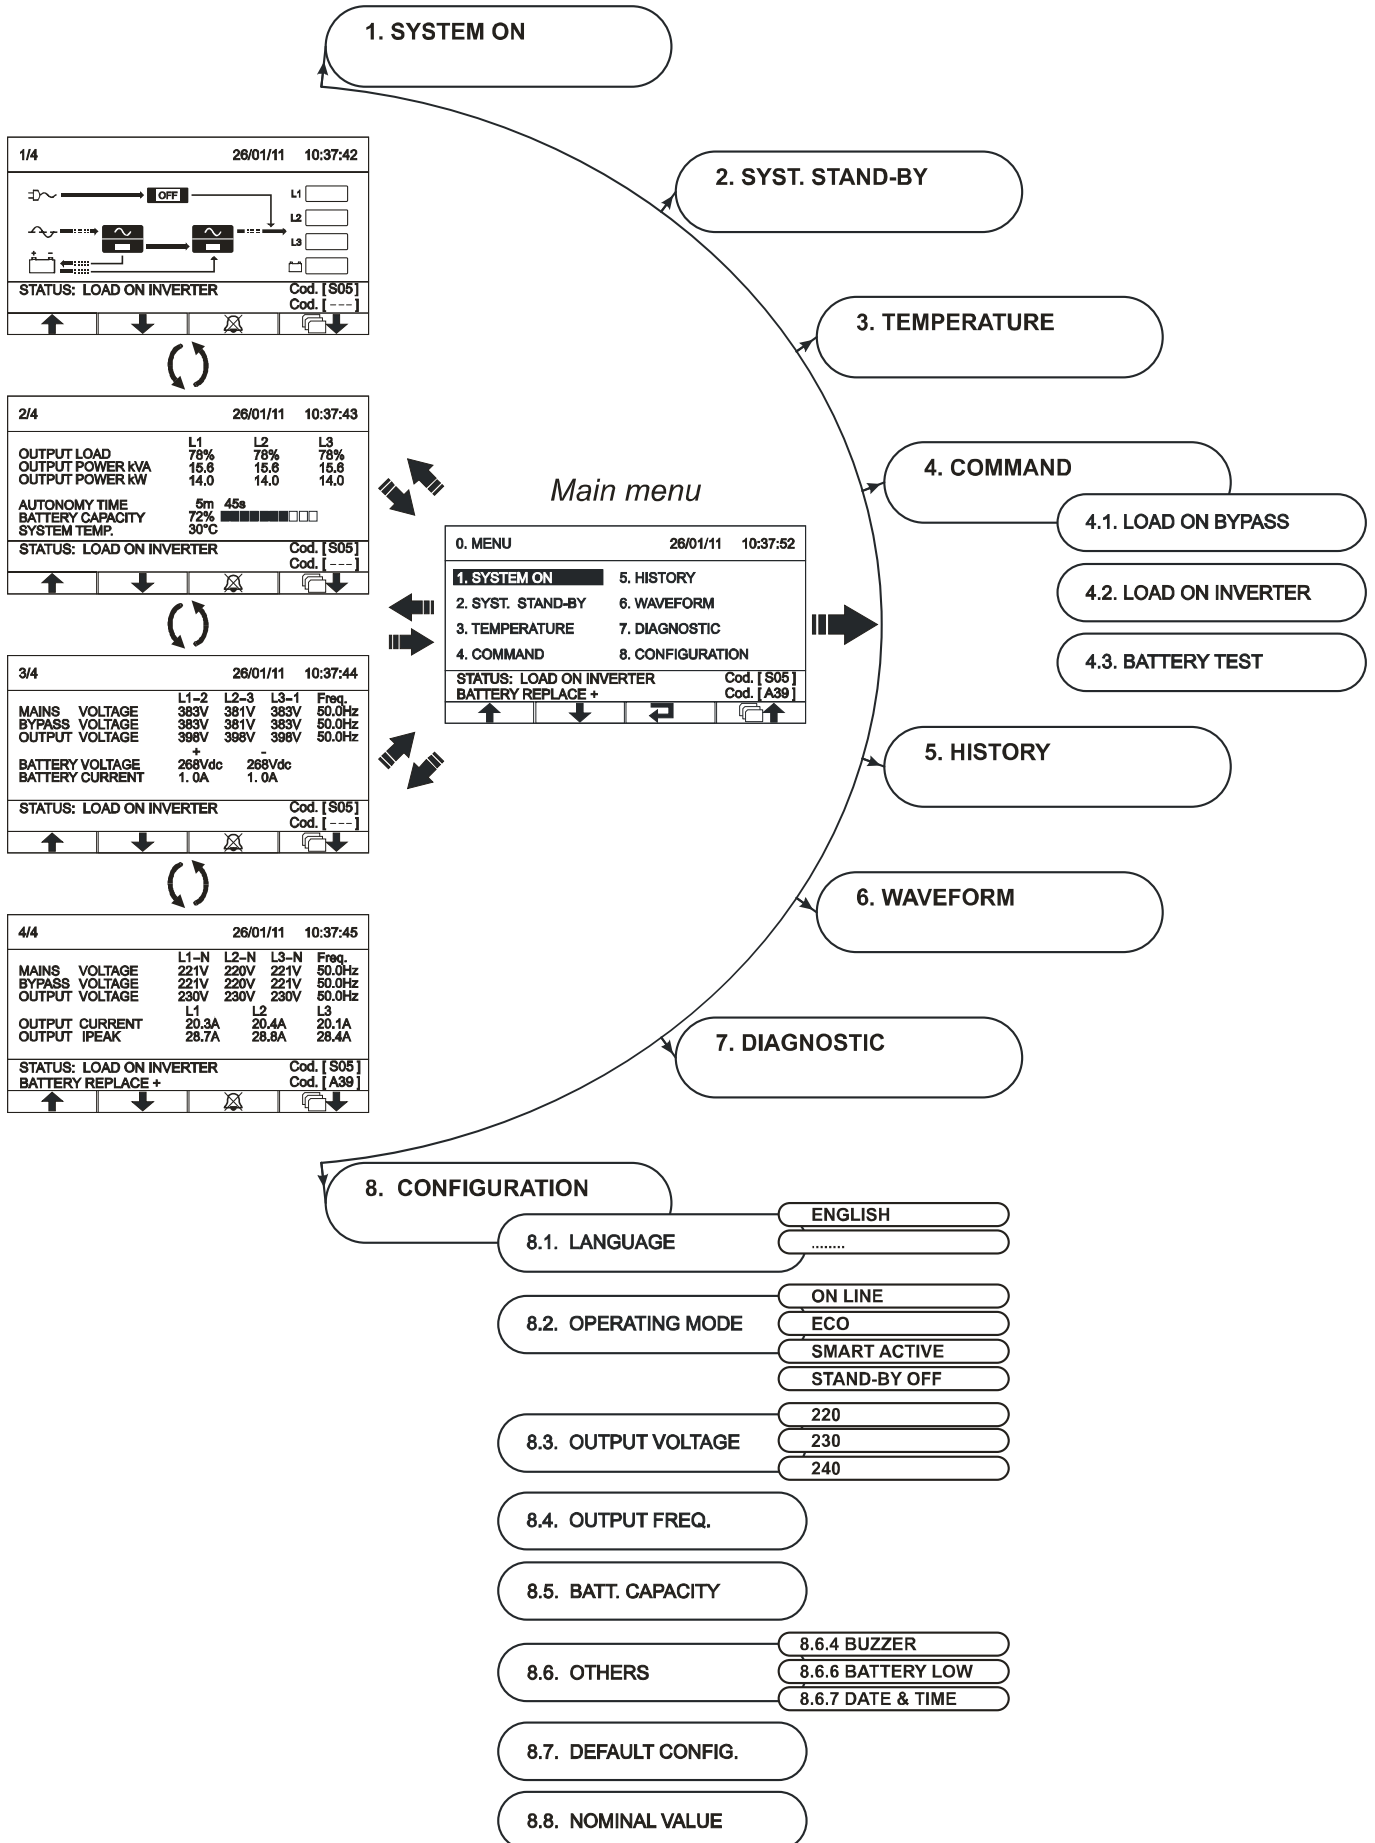 1. SYSTEM ON
2. SYST. STAND-BY
3. TEMPERATURE
4. COMMAND
4.1. LOAD ON BYPASS
4.2. LOAD ON INVERTER
4.3. BATTERY TEST
5. HISTORY
6. WAVEFORM
7. DIAGNOSTIC
1/4 26/01/11 10:37:42
OFF
L1
L2
L3
+ -
STATUS: LOAD ON INVERTER Cod. [S05]
Cod. [---]
2/4 26/01/11 10:37:43
L1 L2 L3
OUTPUT LOAD 78% 78% 78%
OUTPUT POWER kVA 15.6 15.6 15.6
OUTPUT POWER kW 14.0 14.0 14.0
AUTONOMY TIME 5m 45s
BATTERY CAPACITY 72%
SYSTEM TEMP. 30°C
STATUS: LOAD ON INVERTER Cod. [S05]
Cod. [---]
3/4 26/01/11 10:37:44
L1-2 L2-3 L3-1 Freq.
MAINS VOLTAGE 383V 381V 383V 50.0Hz
BYPASS VOLTAGE 383V 381V 383V 50.0Hz
OUTPUT VOLTAGE 398V 398V 398V 50.0Hz
+ -
BATTERY VOLTAGE 268Vdc 268Vdc
BATTERY CURRENT 1. 0A 1. 0A
STATUS: LOAD ON INVERTER Cod. [S05]
Cod. [---]
4/4 26/01/11 10:37:45
L1-N L2-N L3-N Freq.
MAINS VOLTAGE 221V 220V 221V 50.0Hz
BYPASS VOLTAGE 221V 220V 221V 50.0Hz
OUTPUT VOLTAGE 230V 230V 230V 50.0Hz
L1 L2 L3
OUTPUT CURRENT 20.3A 20.4A 20.1A
OUTPUT IPEAK 28.7A 28.8A 28.4A
STATUS: LOAD ON INVERTER Cod. [S05]
BATTERY REPLACE + Cod. [A39]
Main menu
0. MENU 26/01/11 10:37:52
1. SYSTEM ON 5. HISTORY
2. SYST. STAND-BY 6. WAVEFORM
3. TEMPERATURE 7. DIAGNOSTIC
4. COMMAND 8. CONFIGURATION
STATUS: LOAD ON INVERTER Cod. [S05]
BATTERY REPLACE + Cod. [A39]
8. CONFIGURATION
8.1. LANGUAGE
ENGLISH
........
8.2. OPERATING MODE
ON LINE
ECO
SMART ACTIVE
STAND-BY OFF
8.3. OUTPUT VOLTAGE
220
230
240
8.4. OUTPUT FREQ.
8.5. BATT. CAPACITY
8.6. OTHERS
8.6.4 BUZZER
8.6.6 BATTERY LOW
8.6.7 DATE & TIME
8.7. DEFAULT CONFIG.
8.8. NOMINAL VALUE